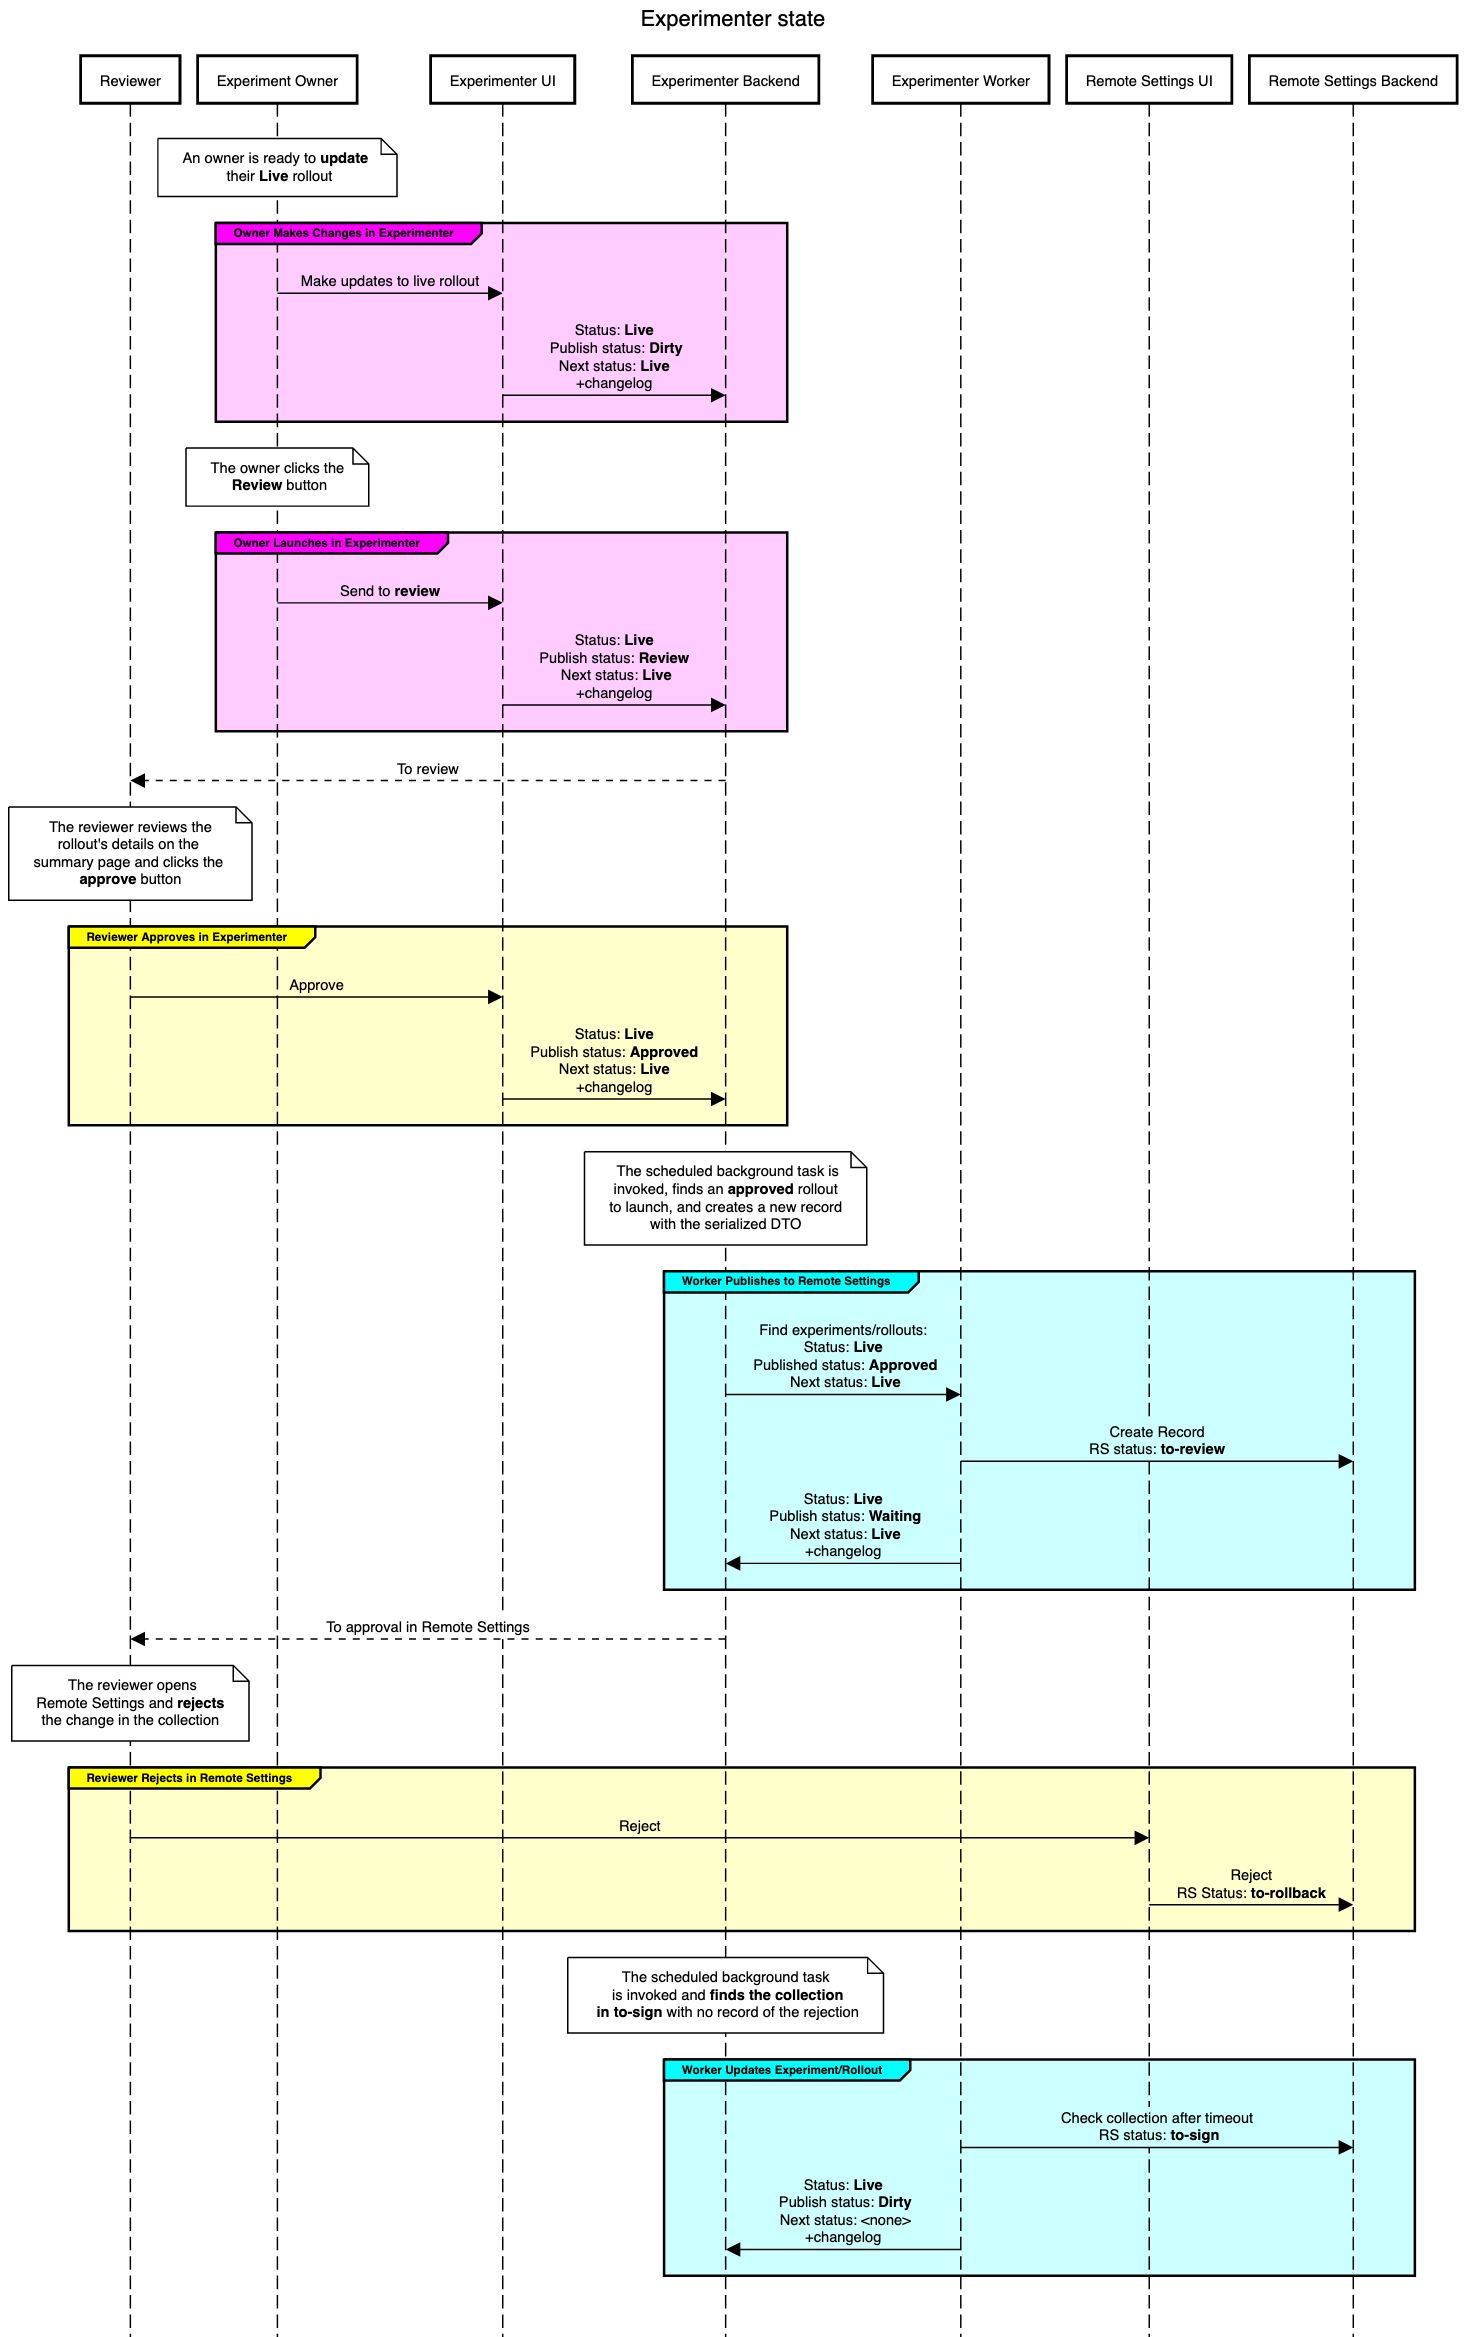 Experimenter state
Reviewer
Experiment Owner
Experimenter UI
Experimenter Backend
Experimenter Worker
Remote Settings UI
Remote Settings Backend
An owner is ready to update
their Live rollout
Owner Makes Changes in Experimenter
Make updates to live rollout
Status: Live
Publish status: Dirty
Next status: Live
+changelog
The owner clicks the
Review button
Owner Launches in Experimenter
Send to review
Status: Live
Publish status: Review
Next status: Live
+changelog
To review
The reviewer reviews the
rollout's details on the
summary page and clicks the
approve button
Reviewer Approves in Experimenter
Approve
Status: Live
Publish status: Approved
Next status: Live
+changelog
The scheduled background task is
invoked, finds an approved rollout
to launch, and creates a new record
with the serialized DTO
Worker Publishes to Remote Settings
Find experiments/rollouts:
Status: Live
Published status: Approved
Next status: Live
Create Record
RS status: to-review
Status: Live
Publish status: Waiting
Next status: Live
+changelog
To approval in Remote Settings
The reviewer opens
Remote Settings and rejects
the change in the collection
Reviewer Rejects in Remote Settings
Reject
Reject
RS Status: to-rollback
The scheduled background task
is invoked and finds the collection
in to-sign with no record of the rejection
Worker Updates Experiment/Rollout
Check collection after timeout
RS status: to-sign
Status: Live
Publish status: Dirty
Next status: <none>
+changelog